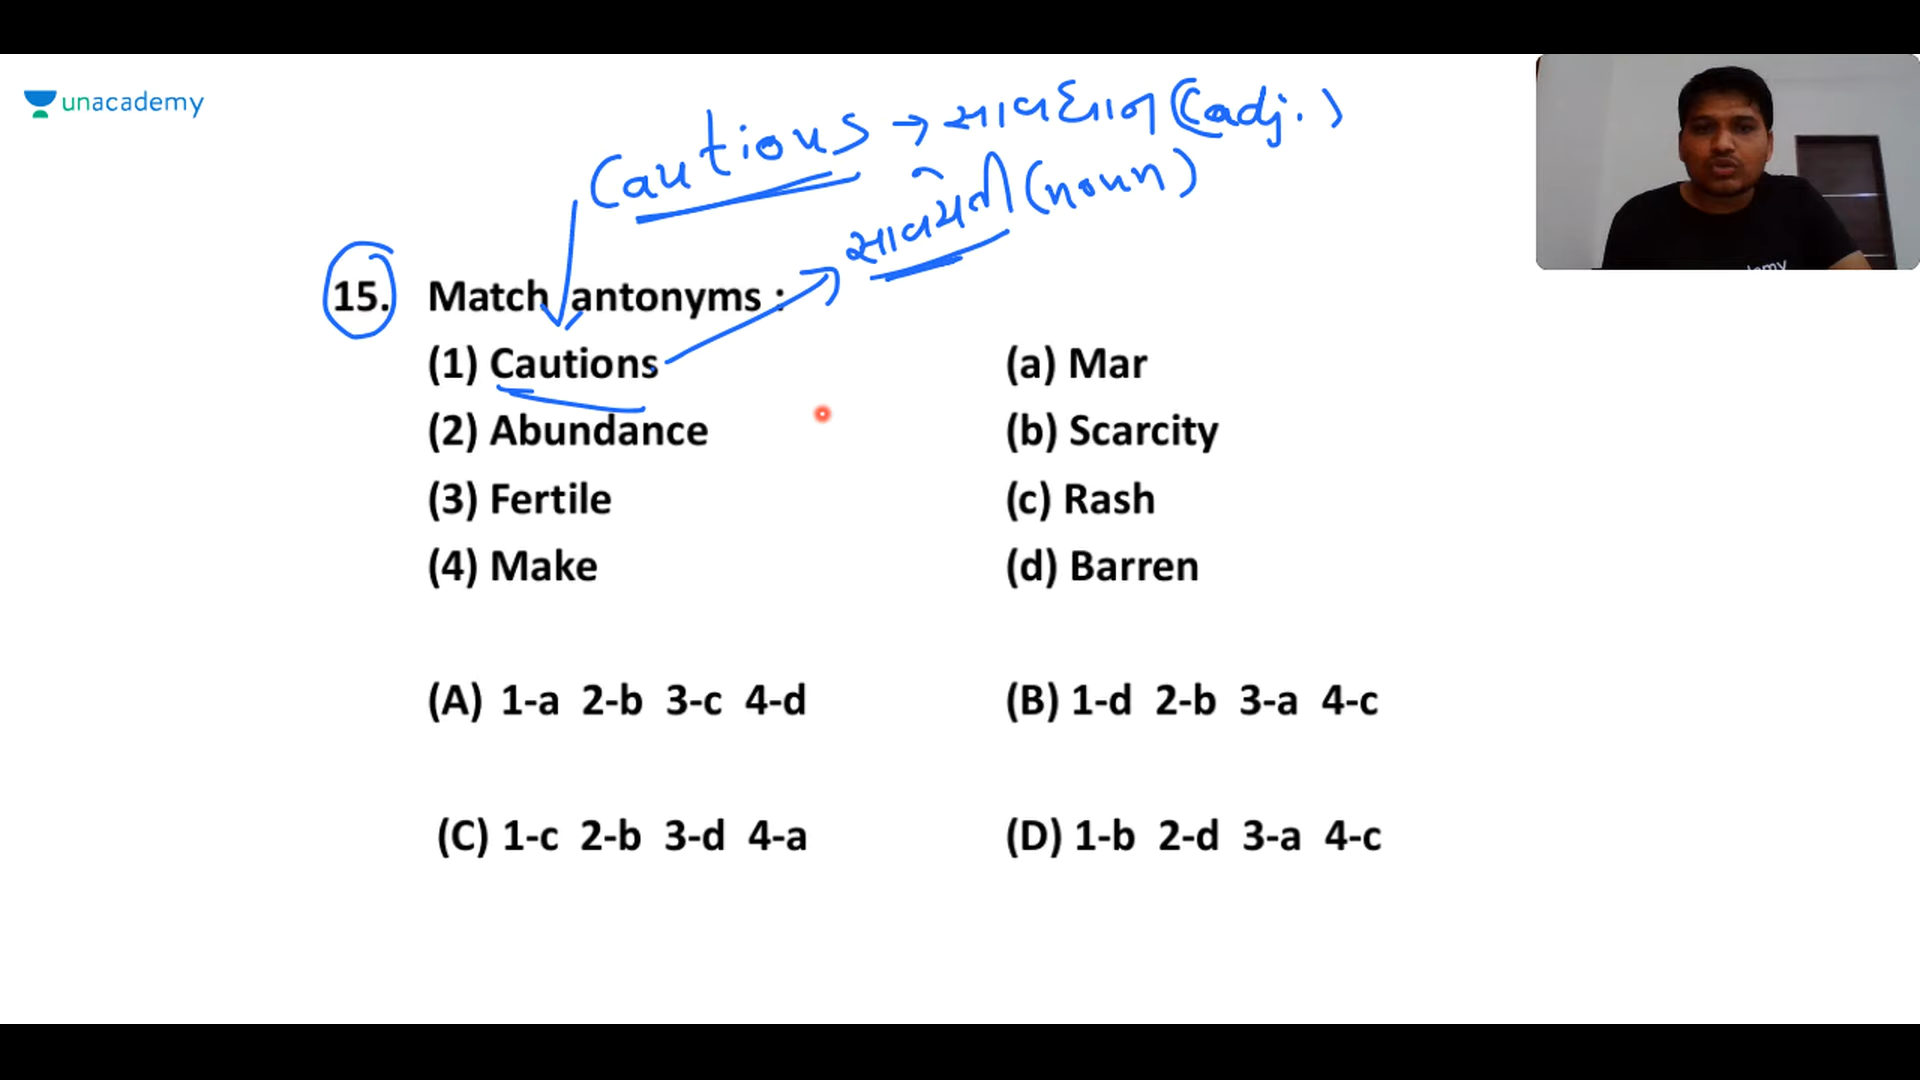 unacademy
Cautious → સાવધાન (adj.)
સાવચેતી (noun)
15. Match antonyms :
(1) Cautions (a) Mar
(2) Abundance (b) Scarcity
(3) Fertile (c) Rash
(4) Make (d) Barren
(A) 1-a 2-b 3-c 4-d (B) 1-d 2-b 3-a 4-c
(C) 1-c 2-b 3-d 4-a (D) 1-b 2-d 3-a 4-c